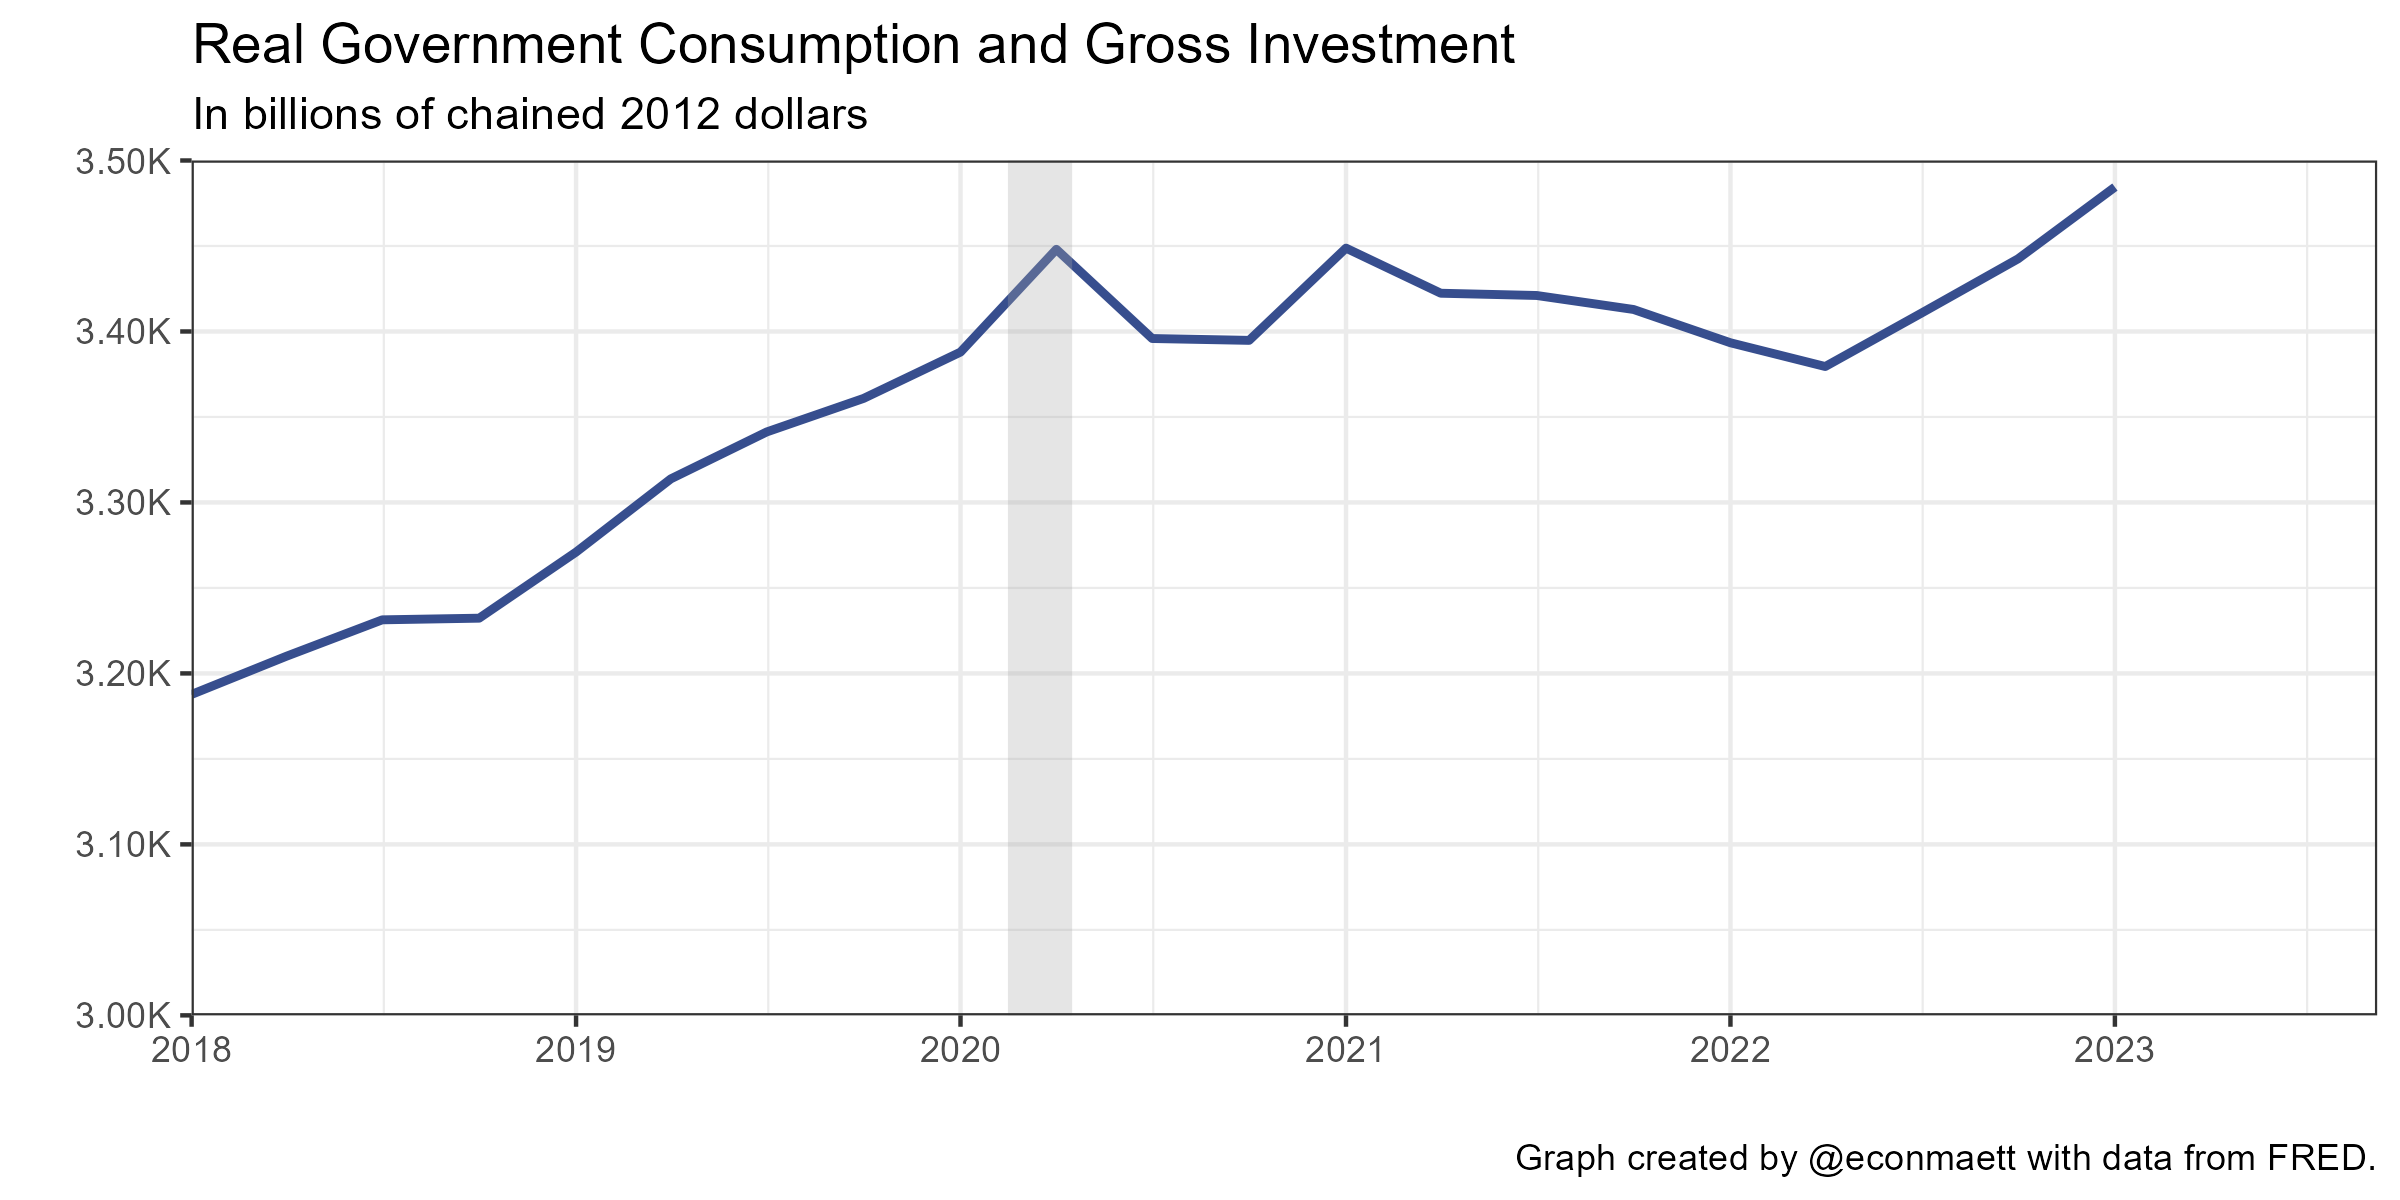 Real Government Consumption and Gross Investment
In billions of chained 2012 dollars
3.50K
3.40K
3.30K
3.20K
3.10K
3.00K
2018 2019 2020 2021 2022 2023
Graph created by @econmaett with data from FRED.